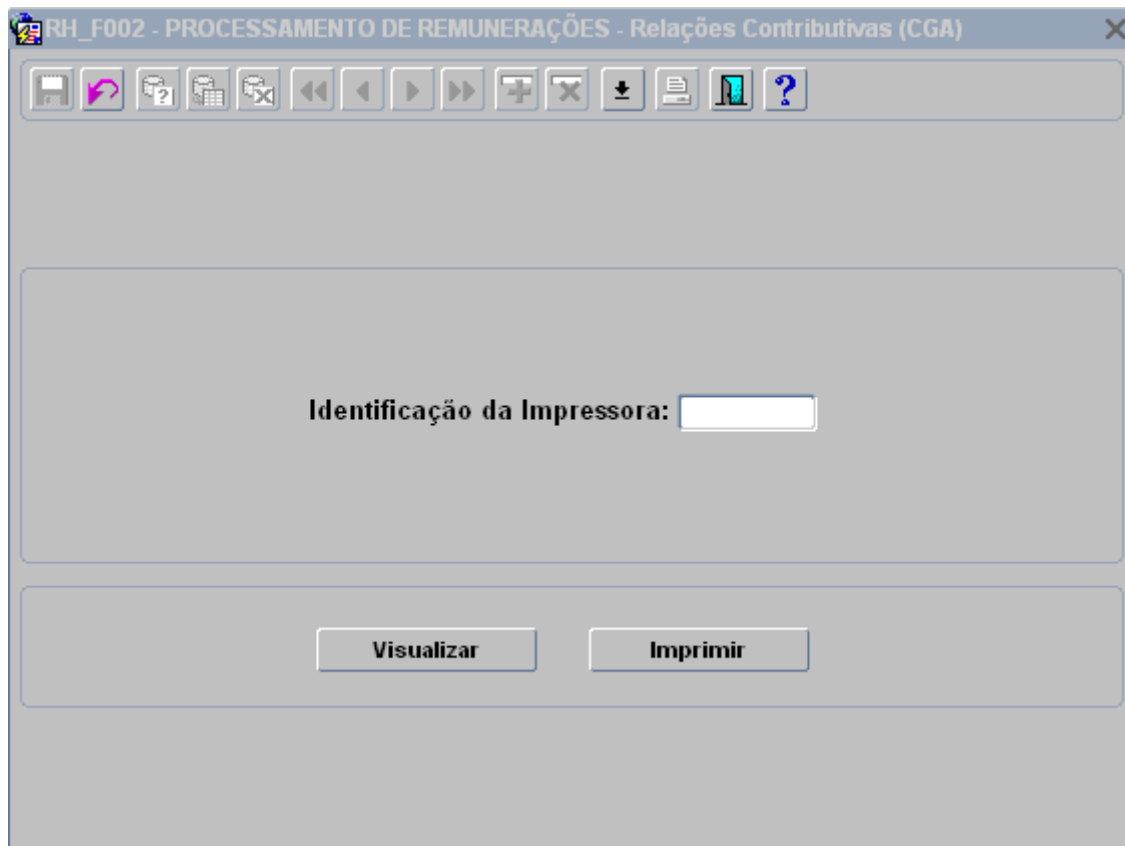 RH_F002 - PROCESSAMENTO DE REMUNERAÇÕES - Relações Contributivas (CGA)
Identificação da Impressora:
Visualizar
Imprimir